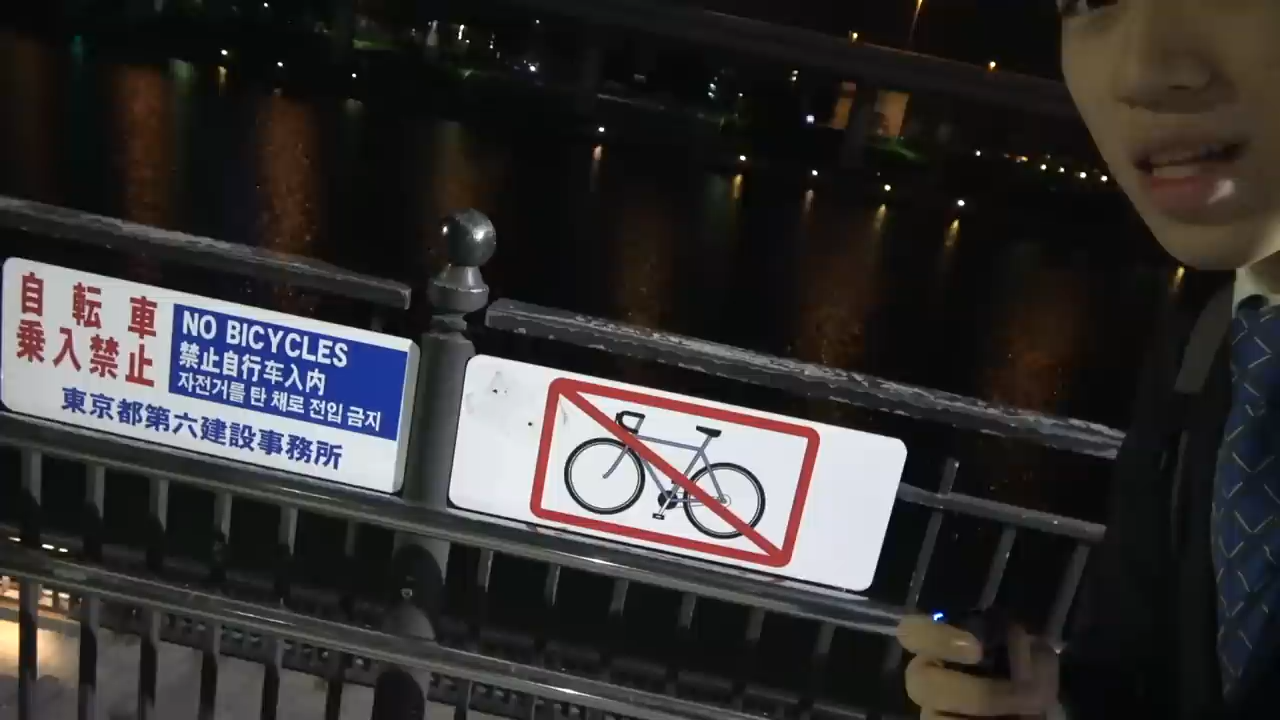 自転車
乗入禁止
NO BICYCLES
禁止自行车入内
자전거를 탄 채로 전입 금지
東京都第六建設事務所